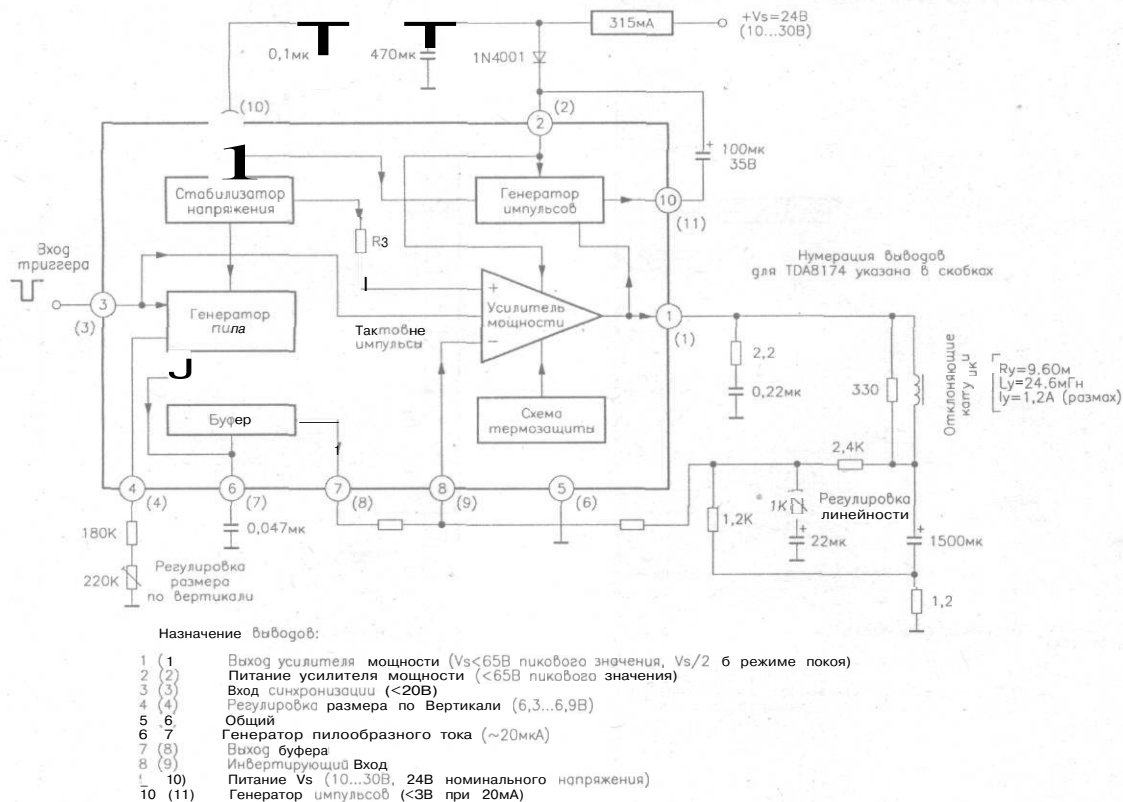 315мА
+Vs=24В
(10...30В)
0,1мк
470мк
1N4001
(10)
(2)
2
1
100мк
35В
Стабилизатор
напряжения
Генератор
импульсов
10
(11)
R3
Вход
триггера
Нумерация выводов
для TDA8174 указана в скобках
3
(3)
Генератор
пила
+
Усилитель
мощности
−
Тактовне
импульсы
1
(1)
2,2
0,22мк
330
Отклоняющие
Rу=9.60м
Lу=24.6мГн
Iу=1,2А (размах)
Буфер
Схема
термозащиты
2,4К
4
(4)
6
(7)
7
(8)
8
(9)
5
(6)
1К
Регулировка
линейности
1,2К
180К
0,047мк
22мк
1500мк
220К
Регулировка
размера
по вертикали
1,2
Назначение выводов:
1 (1 Выход усилителя мощности (Vs<65В пикового значения, Vs/2 б режиме покоя)
2 (2) Питание усилителя мощности (<65В пикового значения)
3 (3) Вход синхронизации (<20В)
4 (4) Регулировка размера по Вертикали (6,3...6,9В)
5 6 Общий
6 7 Генератор пилообразного тока (~20мкА)
7 (8) Выход буфера
8 (9) Инвертирующий Вход
10) Питание Vs (10...30В, 24В номинального напряжения)
10 (11) Генератор импульсов (<3В при 20мА)